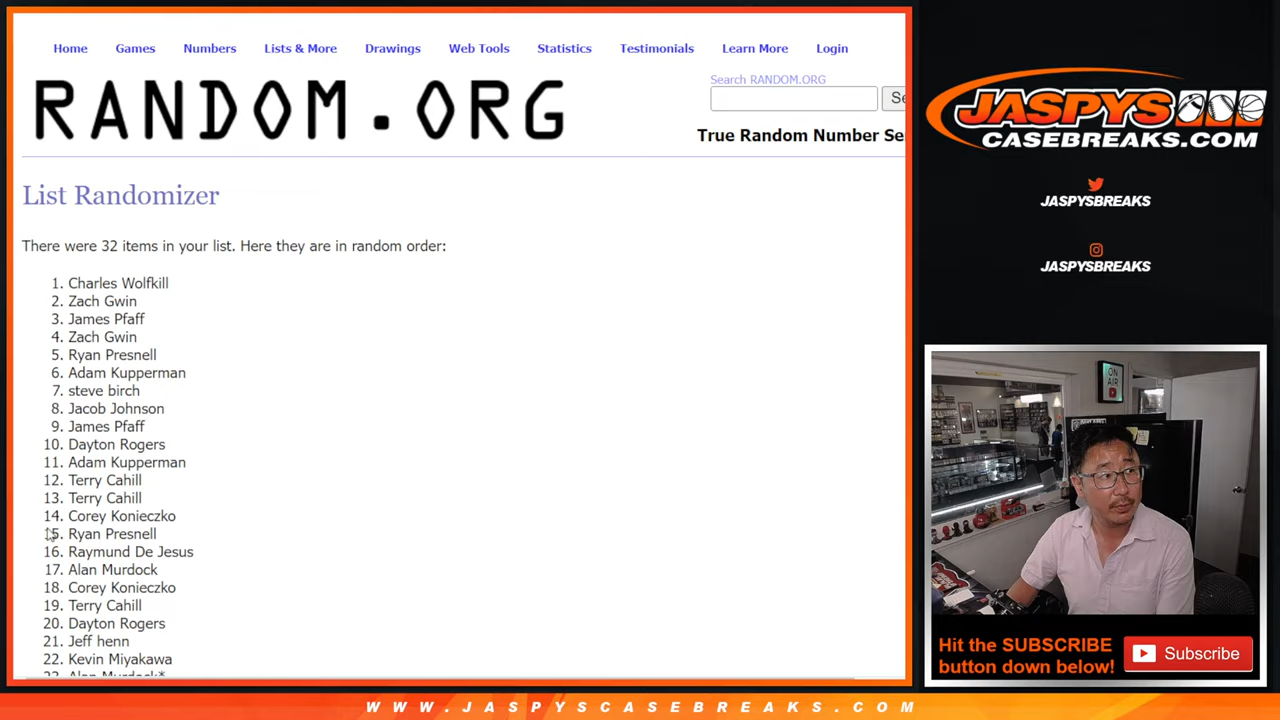 Home Games Numbers Lists & More Drawings Web Tools Statistics Testimonials Learn More Login
RANDOM.ORG
Search RANDOM.ORG
Se
True Random Number Se
List Randomizer
There were 32 items in your list. Here they are in random order:
1. Charles Wolfkill
2. Zach Gwin
3. James Pfaff
4. Zach Gwin
5. Ryan Presnell
6. Adam Kupperman
7. steve birch
8. Jacob Johnson
9. James Pfaff
10. Dayton Rogers
11. Adam Kupperman
12. Terry Cahill
13. Terry Cahill
14. Corey Konieczko
15. Ryan Presnell
16. Raymund De Jesus
17. Alan Murdock
18. Corey Konieczko
19. Terry Cahill
20. Dayton Rogers
21. Jeff henn
22. Kevin Miyakawa
23. Alan Murdock*
JASPYS
CASEBREAKS.COM
JASPYSBREAKS
JASPYSBREAKS
ON
AIR
Hit the SUBSCRIBE
button down below!
Subscribe
WWW.JASPYSCASEBREAKS.COM